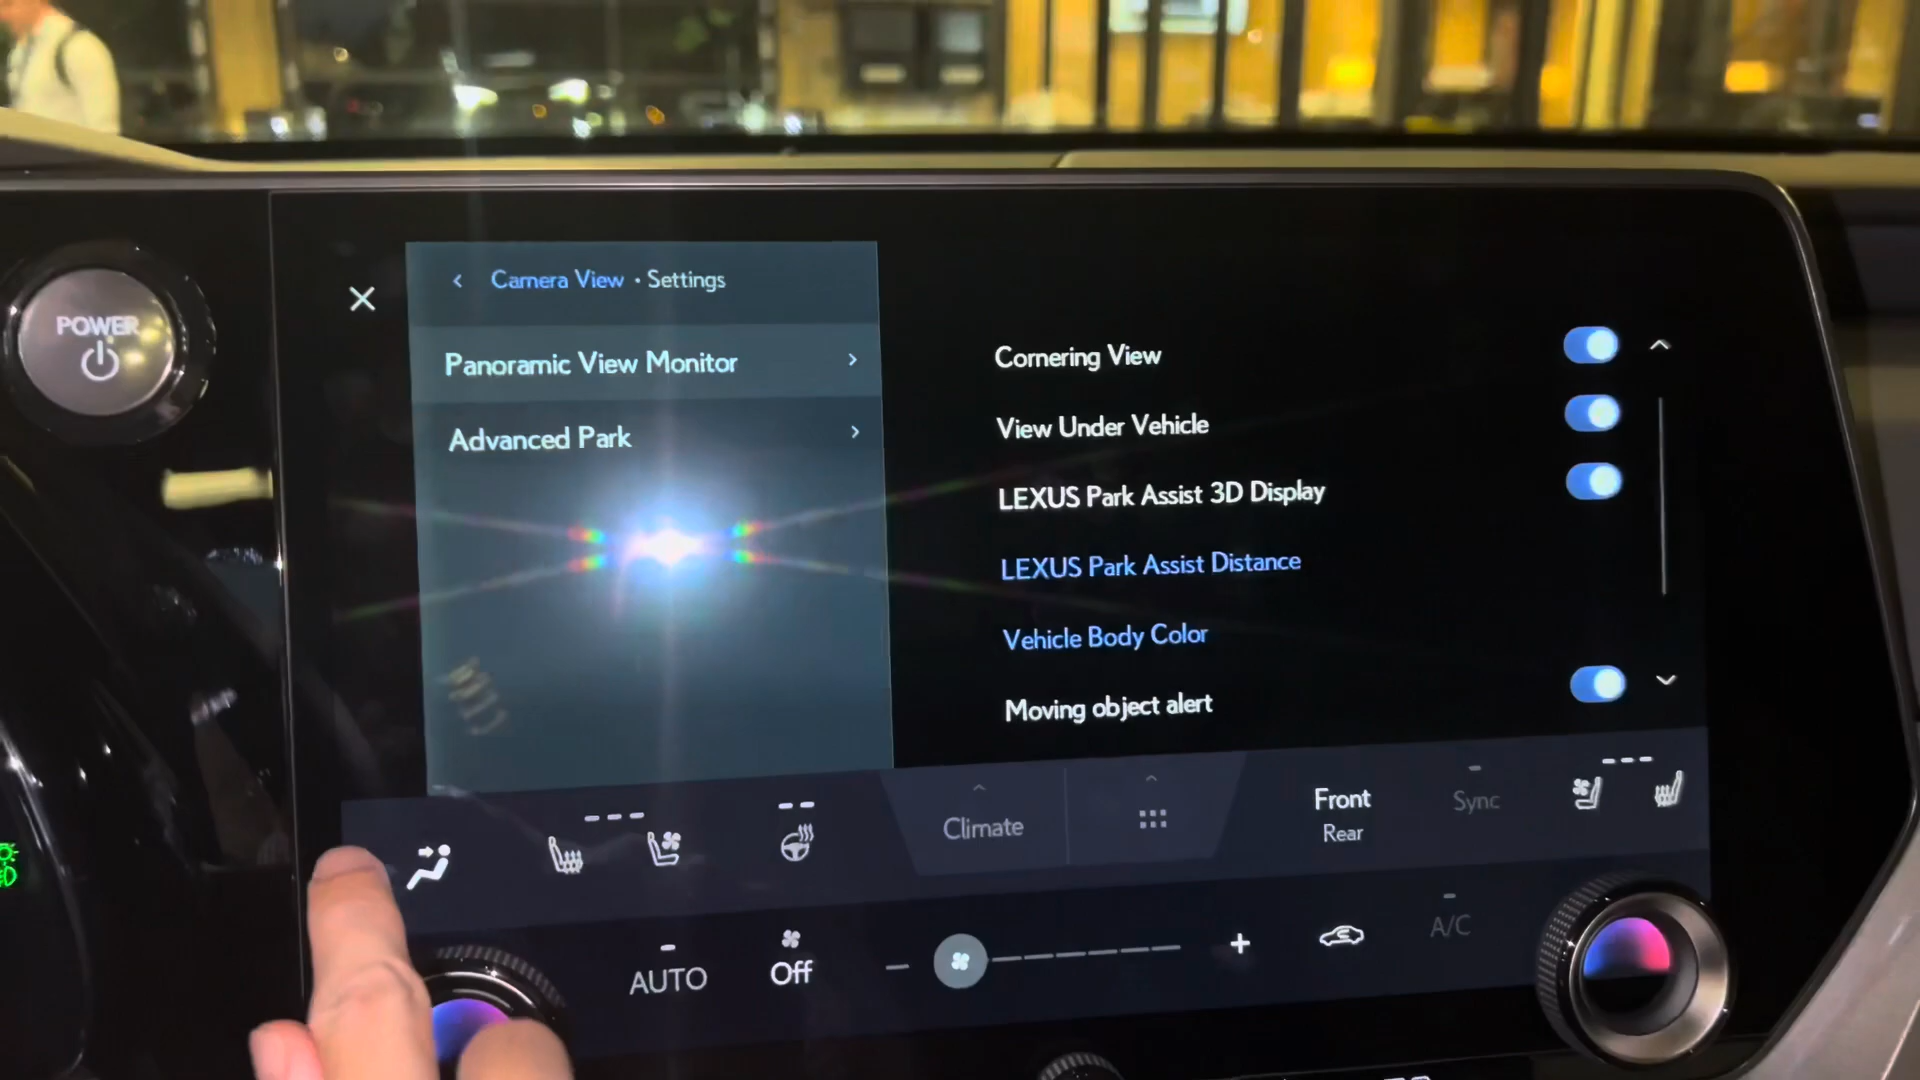 POWER
Camera View • Settings
Panoramic View Monitor
Advanced Park
Cornering View
View Under Vehicle
LEXUS Park Assist 3D Display
LEXUS Park Assist Distance
Vehicle Body Color
Moving object alert
Climate
Front
Rear
Sync
AUTO
Off
A/C